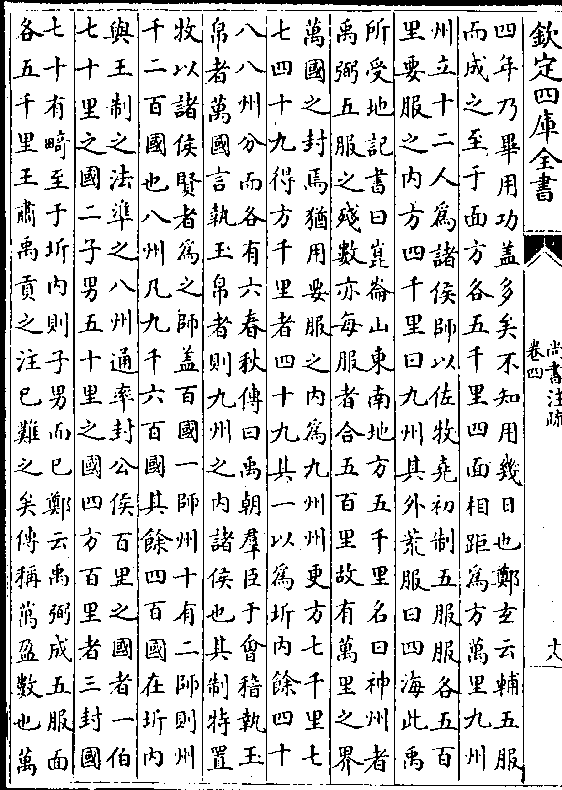 欽定四庫全書
尚書注疏
卷四
十八
四年乃畢用功盖多矣不知用幾日也鄭玄云輔五服
而成之至于面方各五千里四面相距為方萬里九州
州立十二人為諸侯師以佐牧堯初制五服服各五百
里要服之内方四千里曰九州其外荒服曰四海此禹
所受地記書曰崑崙山東南地方五千里名曰神州者
禹弼五服之殘數亦每服者合五百里故有萬里之界
萬國之封焉猶用要服之内為九州州更方七千里七
七四十九得方千里者四十九其一以為圻内餘四十
八八州分而各有六春秋傳曰禹朝羣臣于會稽執玉
帛者萬國言執玉帛者則九州之内諸侯也其制特置
牧以諸侯賢者為之師盖百國一師州十有二師則州
千二百國也八州凡九千六百國其餘四百國在圻内
與王制之法準之八州通率封公侯百里之國者一伯
七十里之國二子男五十里之國四方百里者三封國
七十有畸至于圻内則子男而已鄭云禹弼成五服面
各五千里王肅禹貢之注已難之矣傳稱萬盈數也萬